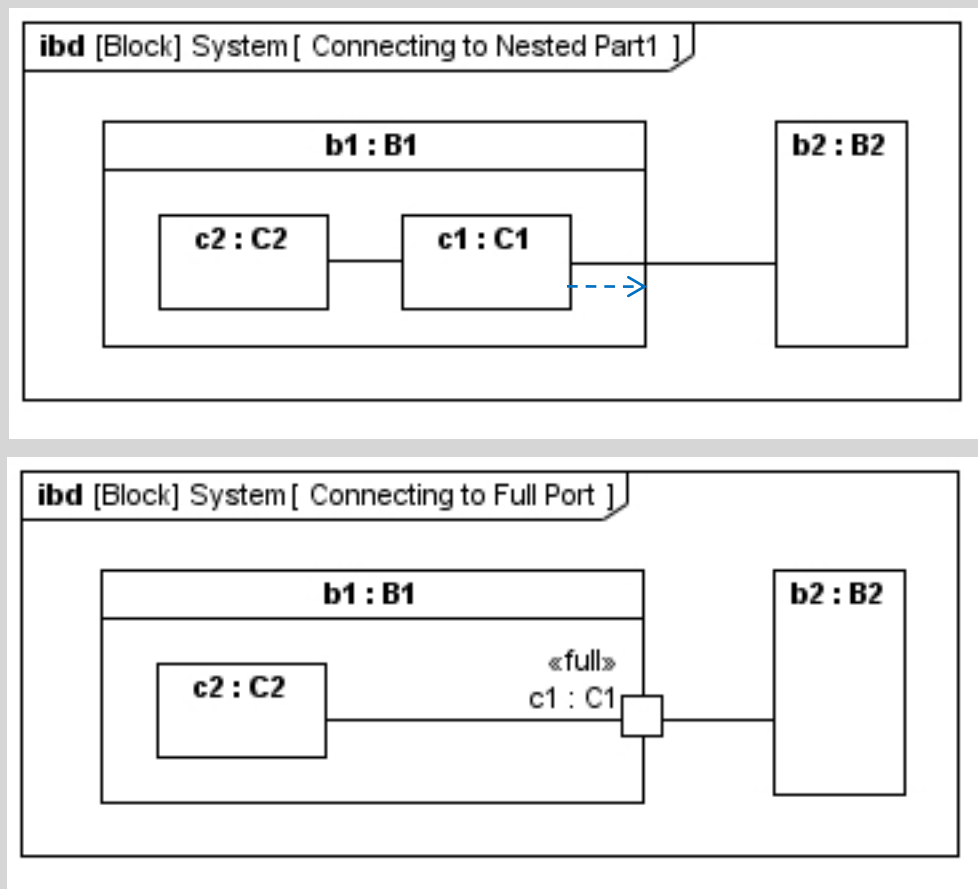 ibd [Block] System [ Connecting to Nested Part1 ]
b1 : B1
b2 : B2
c2 : C2
c1 : C1
ibd [Block] System [ Connecting to Full Port ]
b1 : B1
b2 : B2
«full»
c2 : C2
c1 : C1